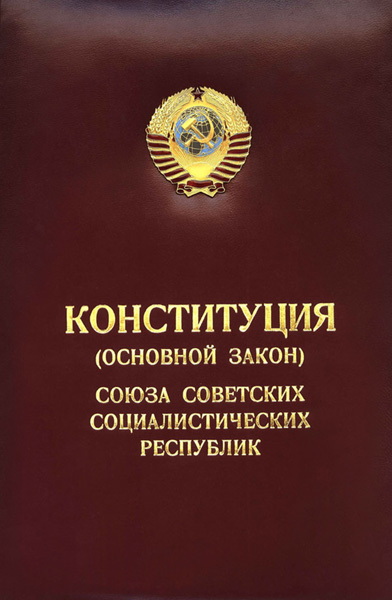 КОНСТИТУЦИЯ
(ОСНОВНОЙ ЗАКОН)
СОЮЗА СОВЕТСКИХ
СОЦИАЛИСТИЧЕСКИХ
РЕСПУБЛИК